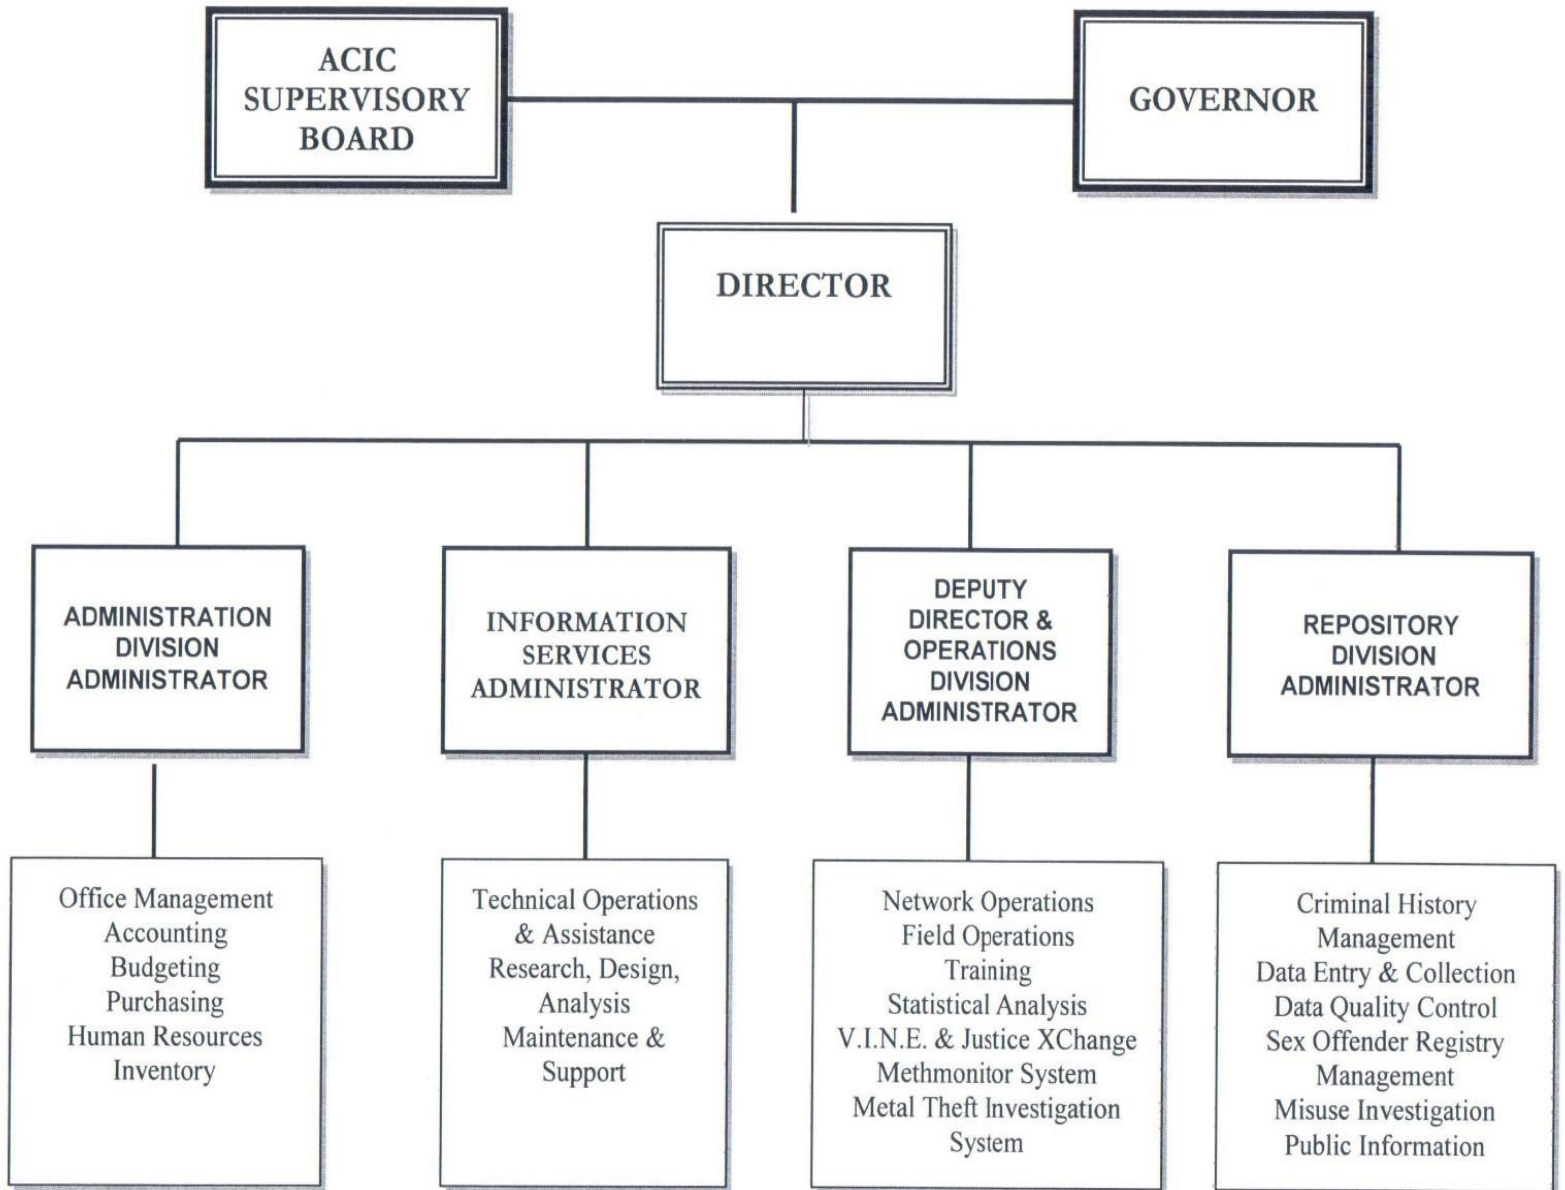 ACIC
SUPERVISORY
BOARD
GOVERNOR
DIRECTOR
ADMINISTRATION
DIVISION
ADMINISTRATOR
INFORMATION
SERVICES
ADMINISTRATOR
DEPUTY
DIRECTOR &
OPERATIONS
DIVISION
ADMINISTRATOR
REPOSITORY
DIVISION
ADMINISTRATOR
Office Management
Accounting
Budgeting
Purchasing
Human Resources
Inventory
Technical Operations
& Assistance
Research, Design,
Analysis
Maintenance &
Support
Network Operations
Field Operations
Training
Statistical Analysis
V.I.N.E. & Justice XChange
Methmonitor System
Metal Theft Investigation
System
Criminal History
Management
Data Entry & Collection
Data Quality Control
Sex Offender Registry
Management
Misuse Investigation
Public Information